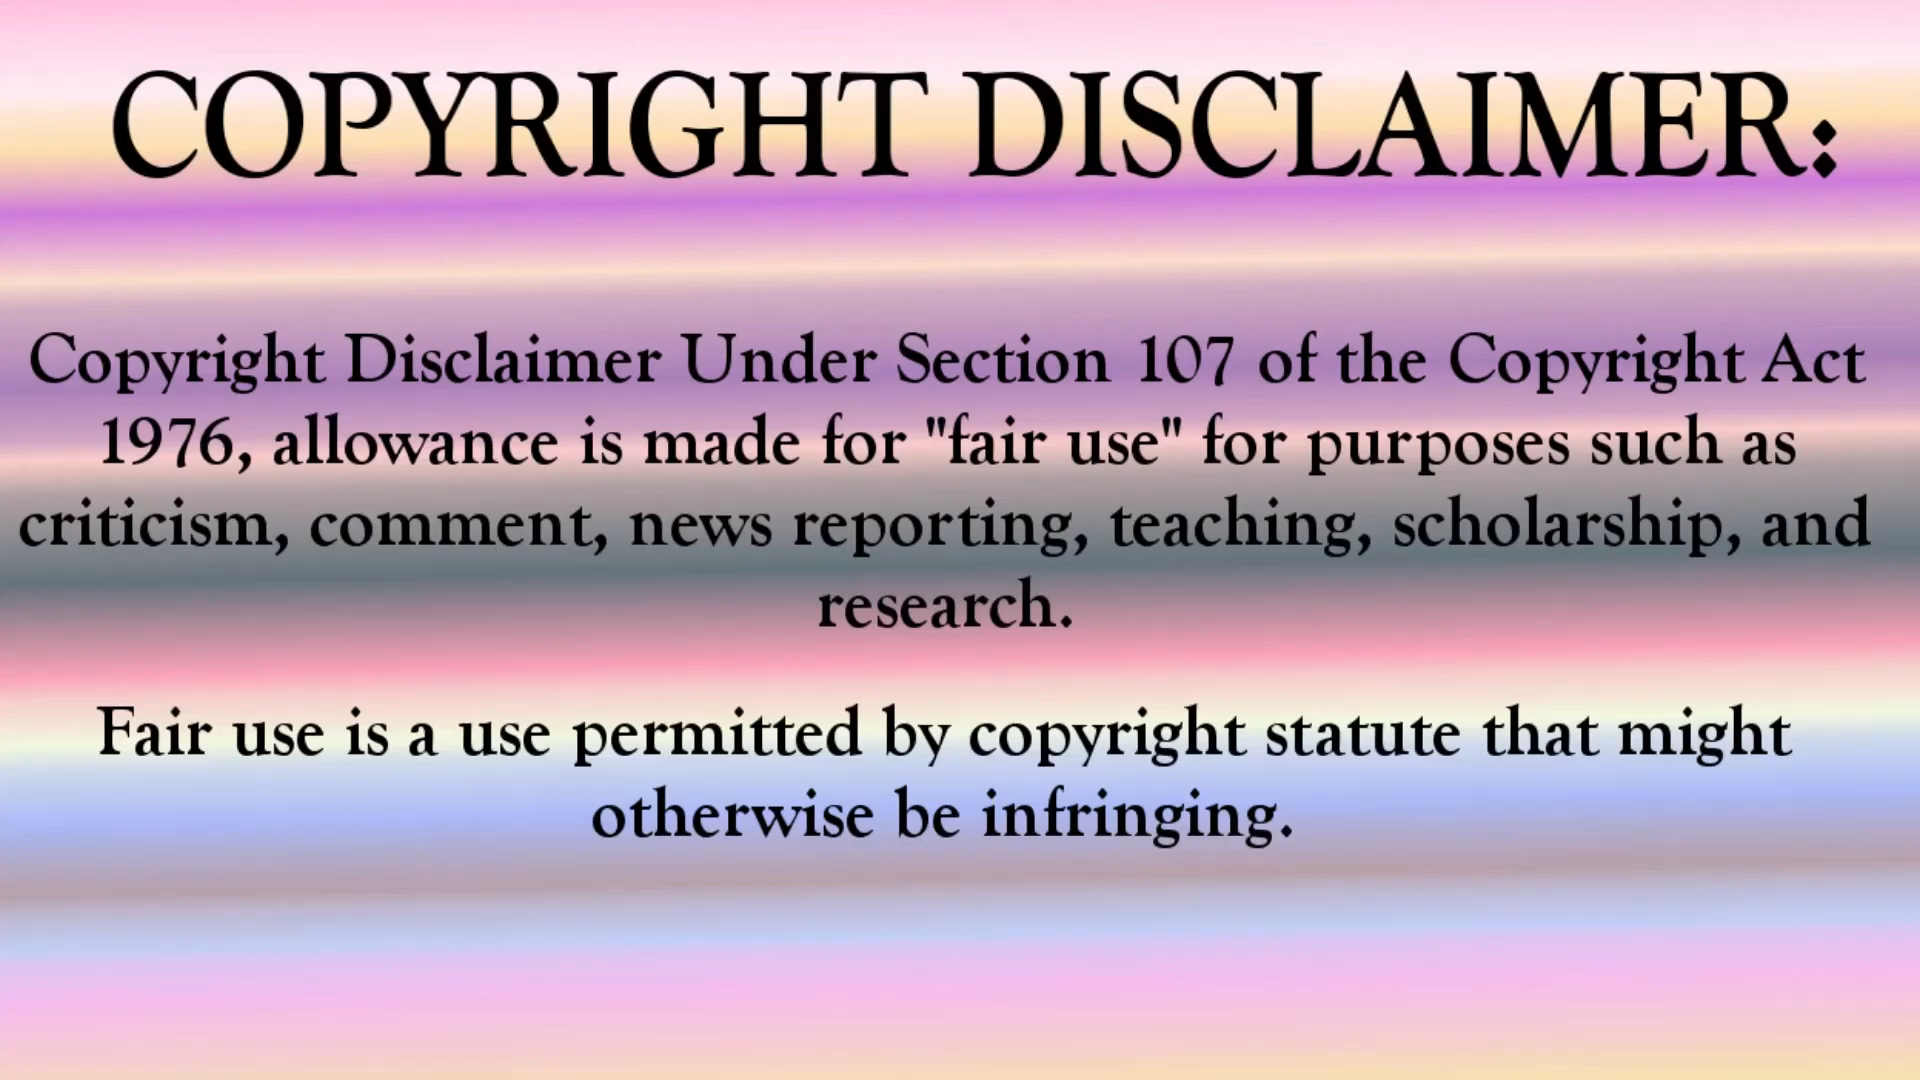 COPYRIGHT DISCLAIMER:
Copyright Disclaimer Under Section 107 of the Copyright Act
1976, allowance is made for "fair use" for purposes such as
criticism, comment, news reporting, teaching, scholarship, and
research.
Fair use is a use permitted by copyright statute that might
otherwise be infringing.